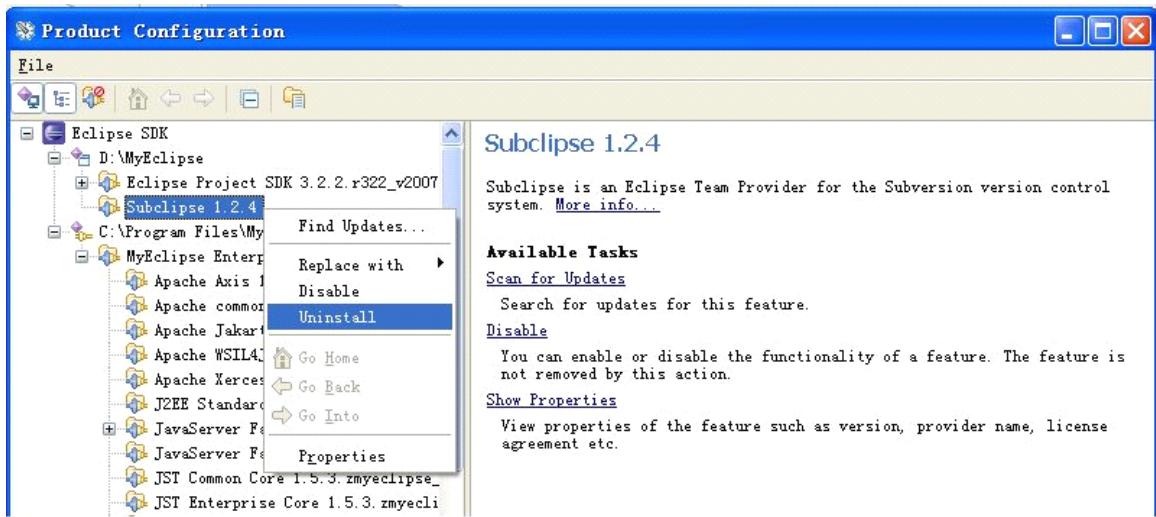 Product Configuration
File
Eclipse SDK
D:\MyEclipse
Eclipse Project SDK 3.2.2.r322_v2007
Subclipse 1.2.4
C:\Program Files\My
MyEclipse Enterp
Apache Axis 1
Apache common
Apache Jakart
Apache WSIL4J
Apache Xerces
J2EE Standard
JavaServer Fa
JavaServer Fa
JST Common Core 1.5.3.zmyeclipse_
JST Enterprise Core 1.5.3.zmyecli
Find Updates...
Replace with
Disable
Uninstall
Go Home
Go Back
Go Into
Properties
Subclipse 1.2.4
Subclipse is an Eclipse Team Provider for the Subversion version control
system. More info...
Available Tasks
Scan for Updates
Search for updates for this feature.
Disable
You can enable or disable the functionality of a feature. The feature is
not removed by this action.
Show Properties
View properties of the feature such as version, provider name, license
agreement etc.